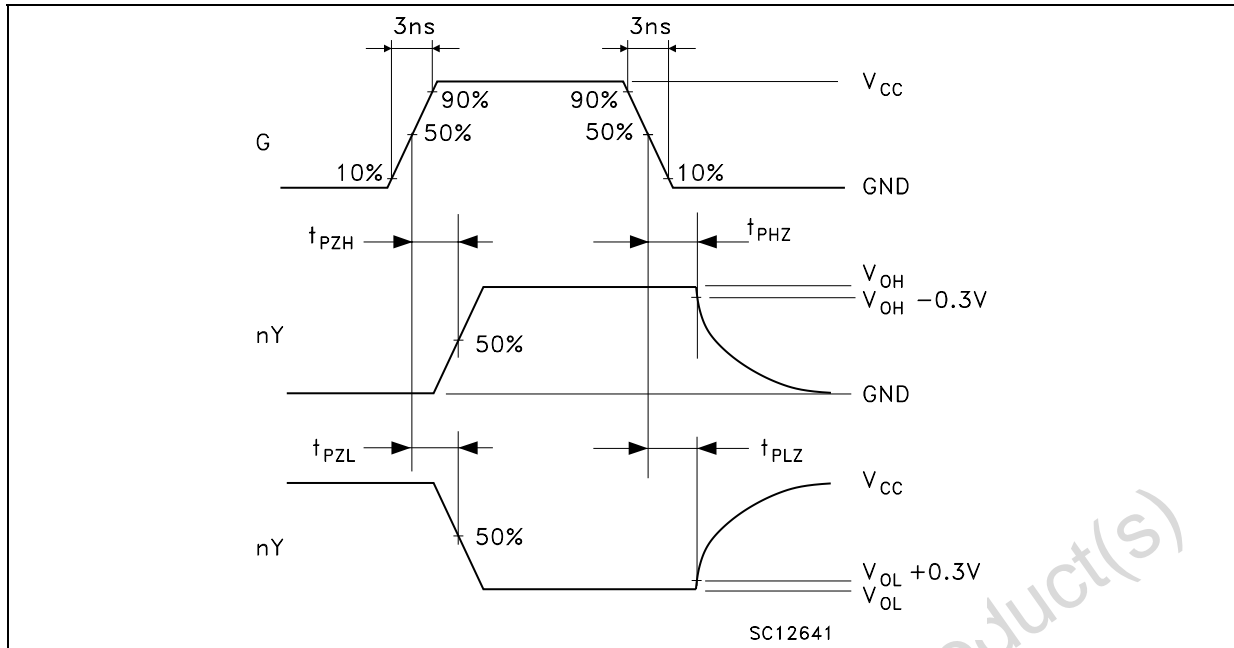 3ns 3ns
V_CC
90% 90%
50% 50%
G
10% 10%
GND
t_PZH t_PHZ
V_OH
V_OH -0.3V
nY
50%
GND
t_PZL t_PLZ
V_CC
50%
nY
V_OL +0.3V
V_OL
SC12641
duct(s)